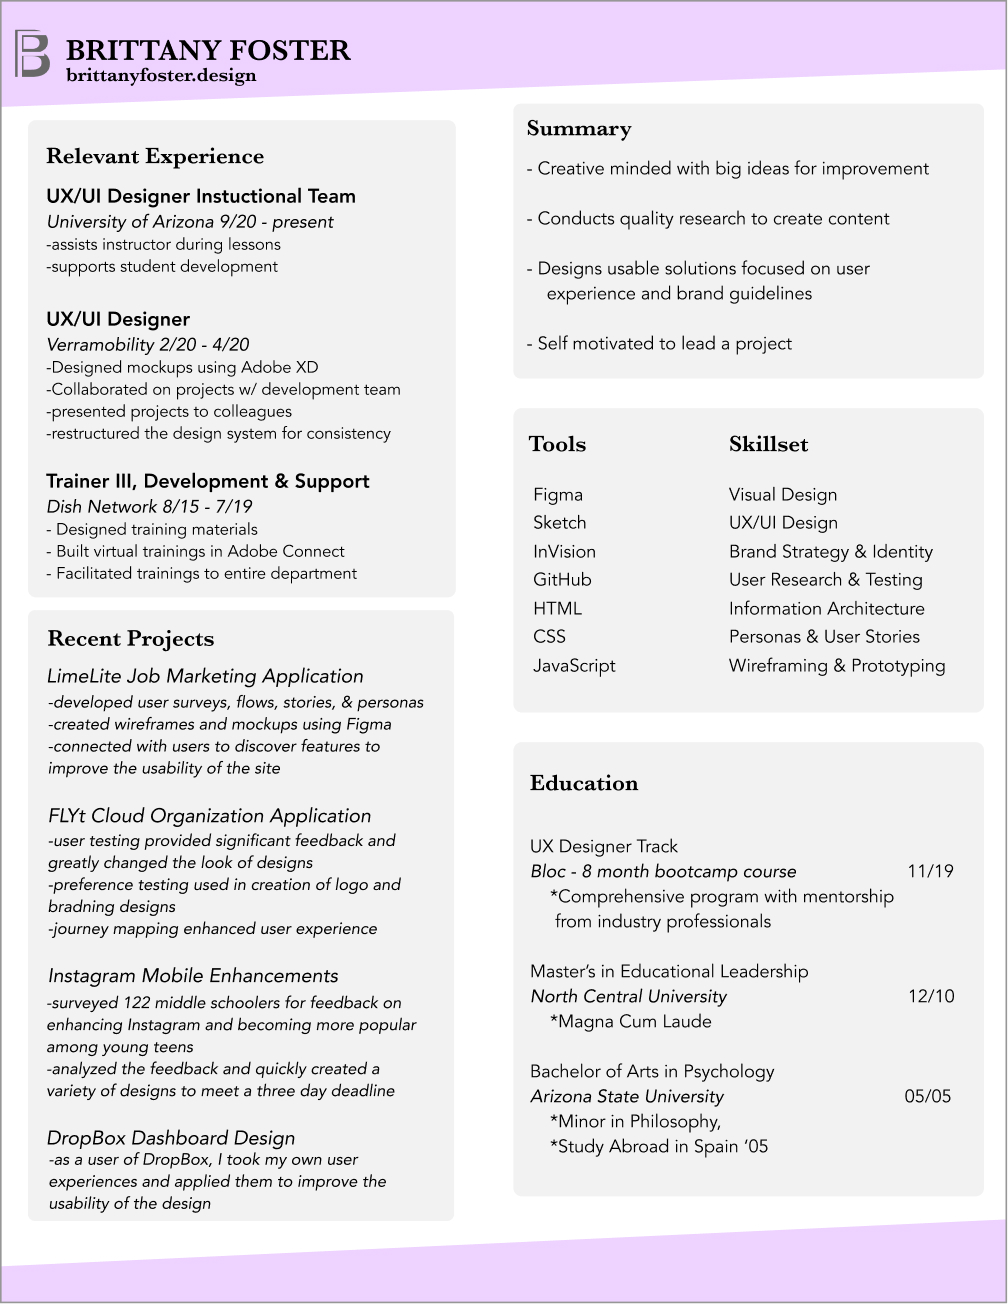 B
BRITTANY FOSTER
brittanyfoster.design
Relevant Experience
UX/UI Designer Instuctional Team
University of Arizona 9/20 - present
-assists instructor during lessons
-supports student development
UX/UI Designer
Verramobility 2/20 - 4/20
-Designed mockups using Adobe XD
-Collaborated on projects w/ development team
-presented projects to colleagues
-restructured the design system for consistency
Trainer III, Development & Support
Dish Network 8/15 - 7/19
- Designed training materials
- Built virtual trainings in Adobe Connect
- Facilitated trainings to entire department
Recent Projects
LimeLite Job Marketing Application
-developed user surveys, flows, stories, & personas
-created wireframes and mockups using Figma
-connected with users to discover features to
improve the usability of the site
FLYt Cloud Organization Application
-user testing provided significant feedback and
greatly changed the look of designs
-preference testing used in creation of logo and
bradning designs
-journey mapping enhanced user experience
Instagram Mobile Enhancements
-surveyed 122 middle schoolers for feedback on
enhancing Instagram and becoming more popular
among young teens
-analyzed the feedback and quickly created a
variety of designs to meet a three day deadline
DropBox Dashboard Design
-as a user of DropBox, I took my own user
experiences and applied them to improve the
usability of the design
Summary
- Creative minded with big ideas for improvement
- Conducts quality research to create content
- Designs usable solutions focused on user
experience and brand guidelines
- Self motivated to lead a project
Tools
Figma
Sketch
InVision
GitHub
HTML
CSS
JavaScript
Skillset
Visual Design
UX/UI Design
Brand Strategy & Identity
User Research & Testing
Information Architecture
Personas & User Stories
Wireframing & Prototyping
Education
UX Designer Track
Bloc - 8 month bootcamp course 11/19
*Comprehensive program with mentorship
from industry professionals
Master's in Educational Leadership
North Central University 12/10
*Magna Cum Laude
Bachelor of Arts in Psychology
Arizona State University 05/05
*Minor in Philosophy,
*Study Abroad in Spain '05